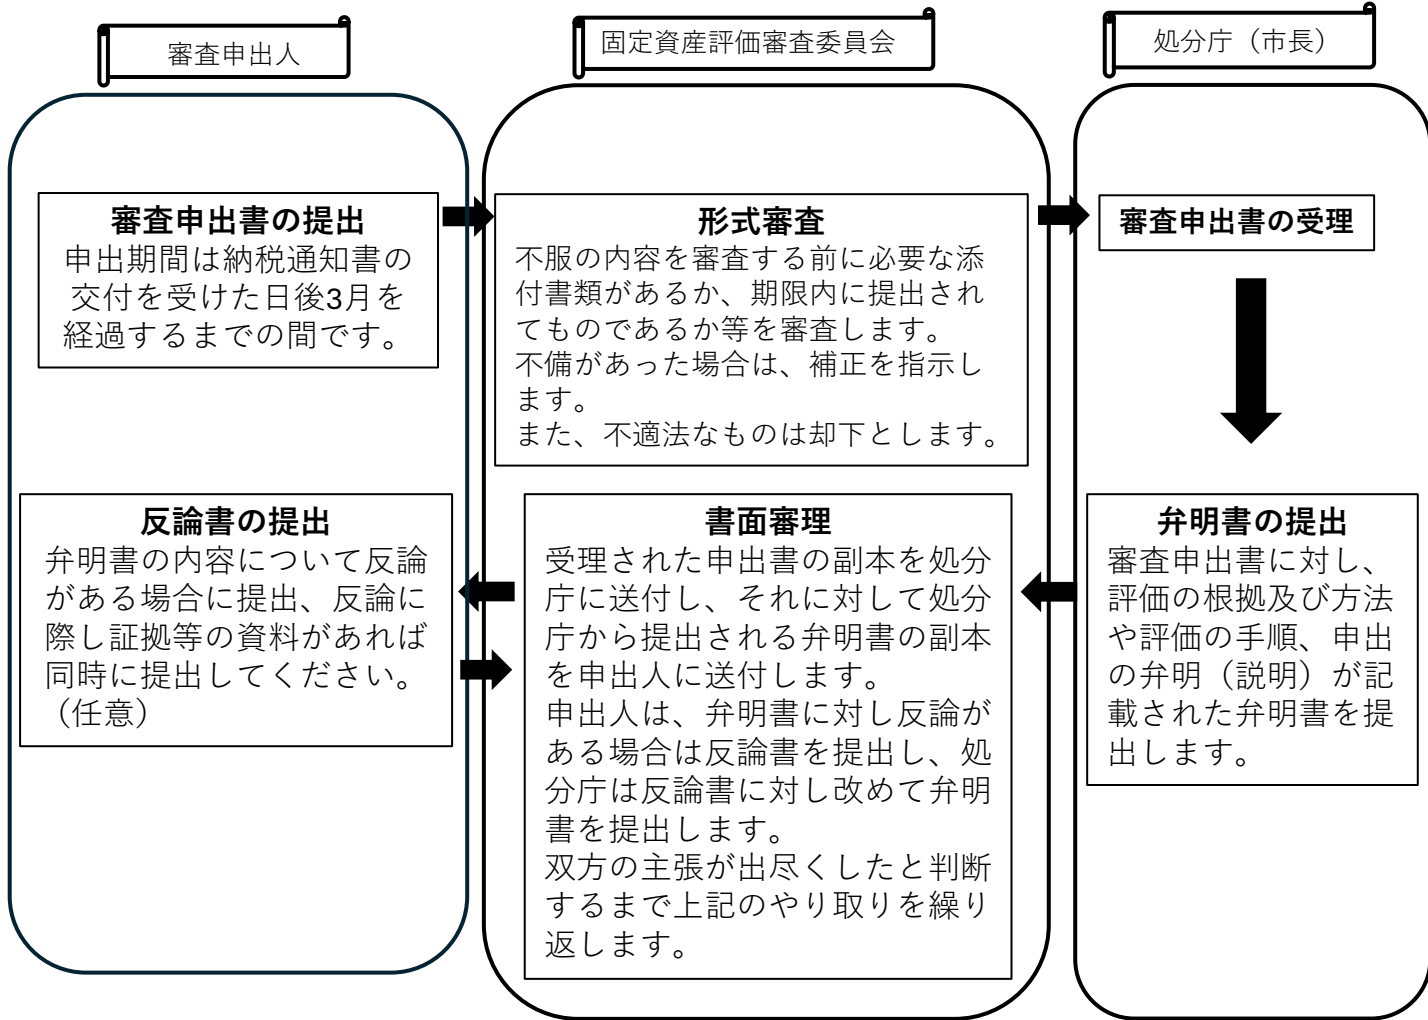 審査申出人
固定資産評価審査委員会
処分庁（市長）
審査申出書の提出
申出期間は納税通知書の
交付を受けた日後3月を
経過するまでの間です。
形式審査
不服の内容を審査する前に必要な添
付書類があるか、期限内に提出され
てものであるか等を審査します。
不備があった場合は、補正を指示し
ます。
また、不適法なものは却下とします。
審査申出書の受理
反論書の提出
弁明書の内容について反論
がある場合に提出、反論に
際し証拠等の資料があれば
同時に提出してください。
（任意）
書面審理
受理された申出書の副本を処分
庁に送付し、それに対して処分
庁から提出される弁明書の副本
を申出人に送付します。
申出人は、弁明書に対し反論が
ある場合は反論書を提出し、処
分庁は反論書に対し改めて弁明
書を提出します。
双方の主張が出尽くしたと判断
するまで上記のやり取りを繰り
返します。
弁明書の提出
審査申出書に対し、
評価の根拠及び方法
や評価の手順、申出
の弁明（説明）が記
載された弁明書を提
出します。